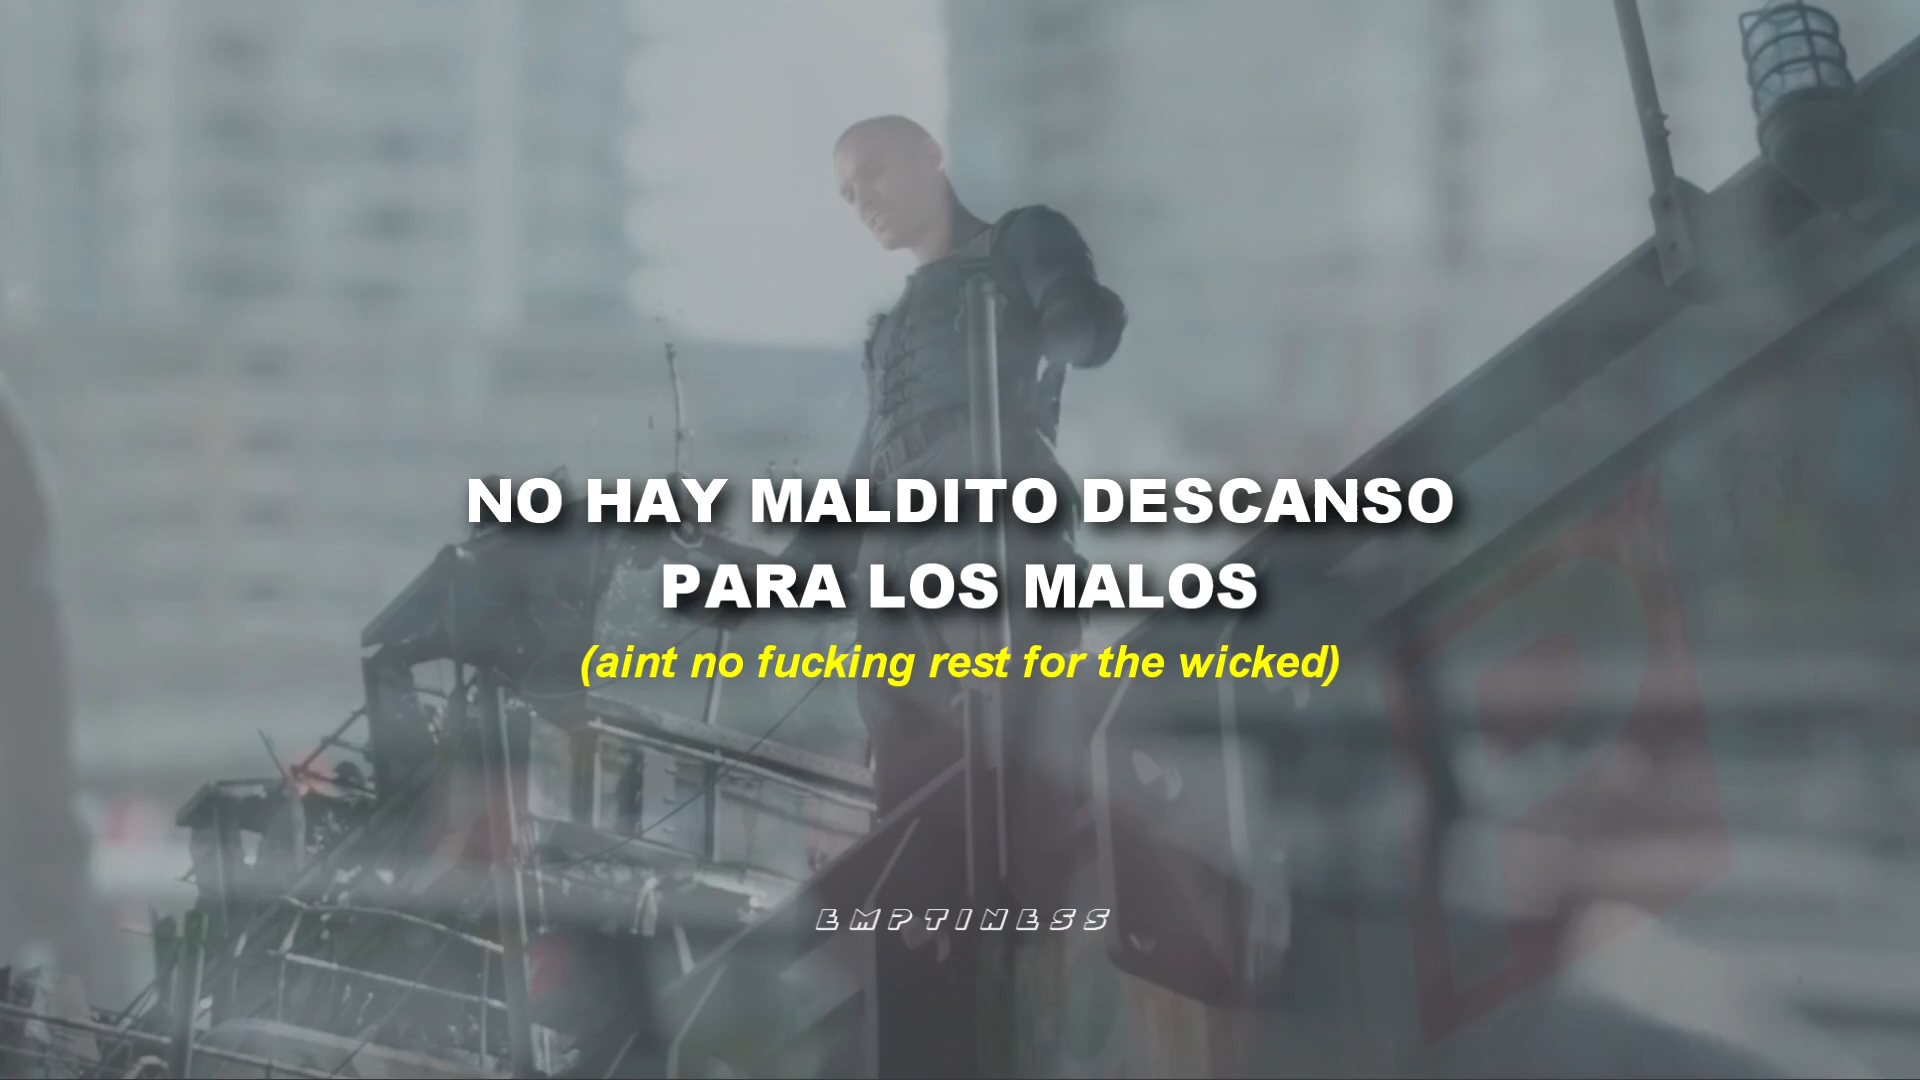 NO HAY MALDITO DESCANSO
PARA LOS MALOS
(aint no fucking rest for the wicked)
EMPTINESS